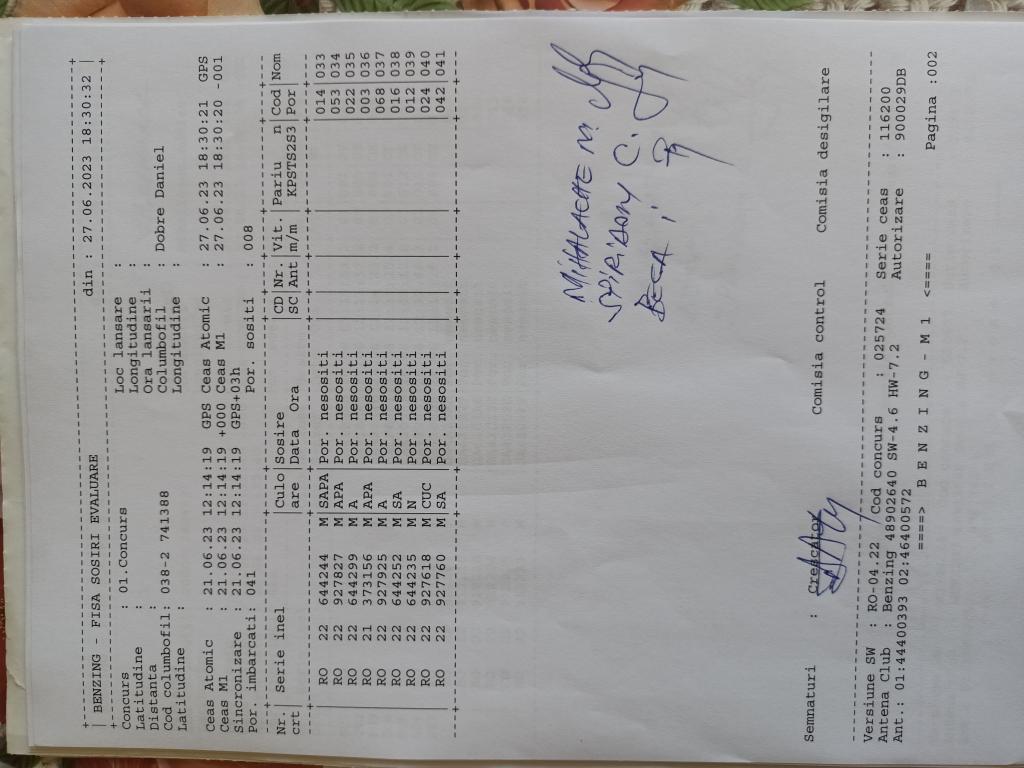 +--------------------------------------------------------------------------------+
| BENZING - FISA SOSIRI EVALUARE din : 27.06.2023 18:30:32 |
+--------------------------------------------------------------------------------+
Concurs : 01.Concurs Loc lansare :
Latitudine : Longitudine :
Distanta : Ora lansarii :
Cod columbofil: 038-2 741388 Columbofil : Dobre Daniel
Latitudine : Longitudine :
Ceas Atomic : 21.06.23 12:14:19 GPS Ceas Atomic : 27.06.23 18:30:21 GPS
Ceas M1 : 21.06.23 12:14:19 +000 Ceas M1 : 27.06.23 18:30:20 -001
Sincronizare : 21.06.23 12:14:19 GPS+03h
Por. imbarcati: 041 Por. sositi : 008
Nr.| Serie inel |Culo|Sosire |CD|Nr.|Vit.|Pariu n|Cod|Nom
crt| |are |Data Ora |SC|Ant|m/m |KPSTS2S3|Por|
| RO 22 644244 M|SAPA|Por. nesositi| | | | |014|033
| RO 22 927827 M|APA |Por. nesositi| | | | |053|034
| RO 22 644299 M|A |Por. nesositi| | | | |022|035
| RO 21 373156 M|APA |Por. nesositi| | | | |003|036
| RO 22 927925 M|A |Por. nesositi| | | | |068|037
| RO 22 644252 M|SA |Por. nesositi| | | | |016|038
| RO 22 644235 M|N |Por. nesositi| | | | |012|039
| RO 22 927618 M|CUC |Por. nesositi| | | | |024|040
| RO 22 927760 M|SA |Por. nesositi| | | | |042|041
MIHALACHE M.
SPIRIDON C.
BECA i
Semnaturi : Crescator Comisia control Comisia desigilare
Versiune SW : RO-04.22 Cod concurs : 025724 Serie ceas : 116200
Antena Club : Benzing 48902640 SW-4.6 HW-7.2 Autorizare : 900029DB
Ant.: 01:44400393 02:46400572
====> B E N Z I N G - M 1 <==== Pagina :002